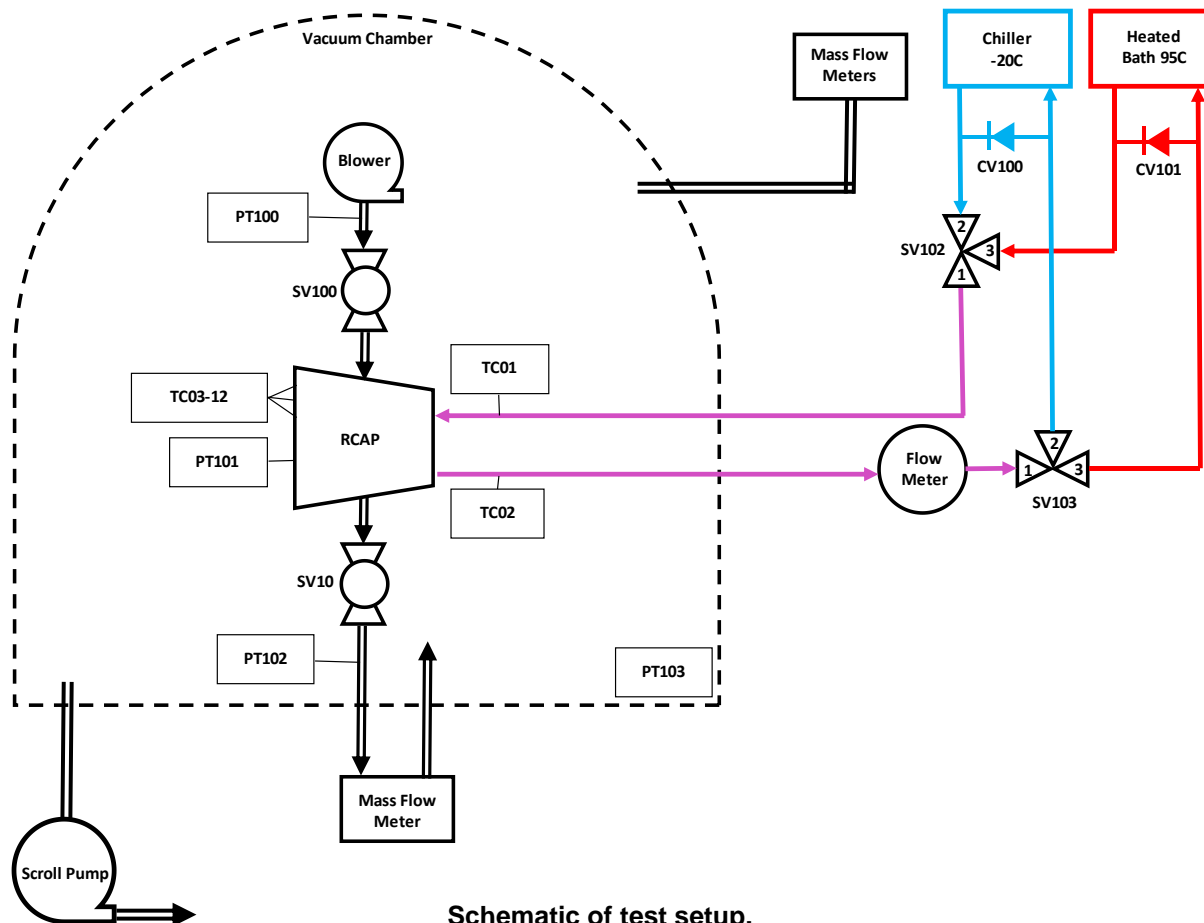 Vacuum Chamber
Mass Flow
Meters
Chiller
-20C
Heated
Bath 95C
Blower
CV100
CV101
PT100
2
SV102
3
1
SV100
TC01
TC03-12
RCAP
PT101
Flow
Meter
2
1
3
SV103
TC02
SV10
PT102
PT103
Mass Flow
Meter
Scroll Pump
Schematic of test setup.